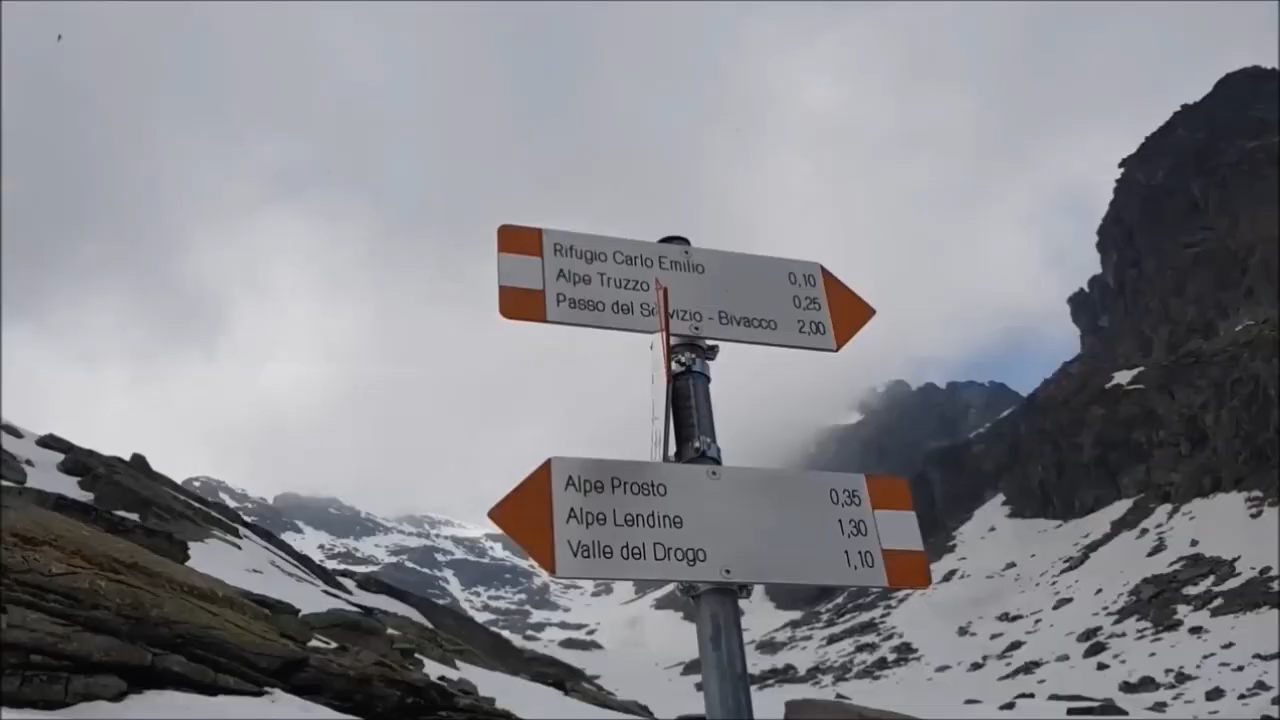 Rifugio Carlo Emilio 0,10
Alpe Truzzo 0,25
Passo del Servizio - Bivacco 2,00
Alpe Prosto 0,35
Alpe Lendine 1,30
Valle del Drogo 1,10